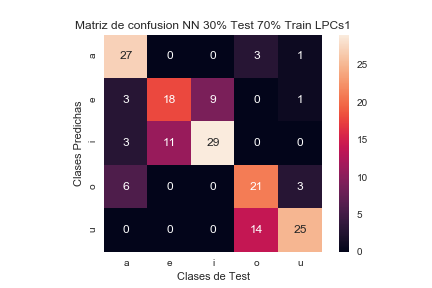 Matriz de confusion NN 30% Test 70% Train LPCs1
a 27 0 0 3 1
e 3 18 9 0 1
i 3 11 29 0 0
o 6 0 0 21 3
u 0 0 0 14 25
a e i o u
Clases de Test
Clases Predichas
25
20
15
10
5
0